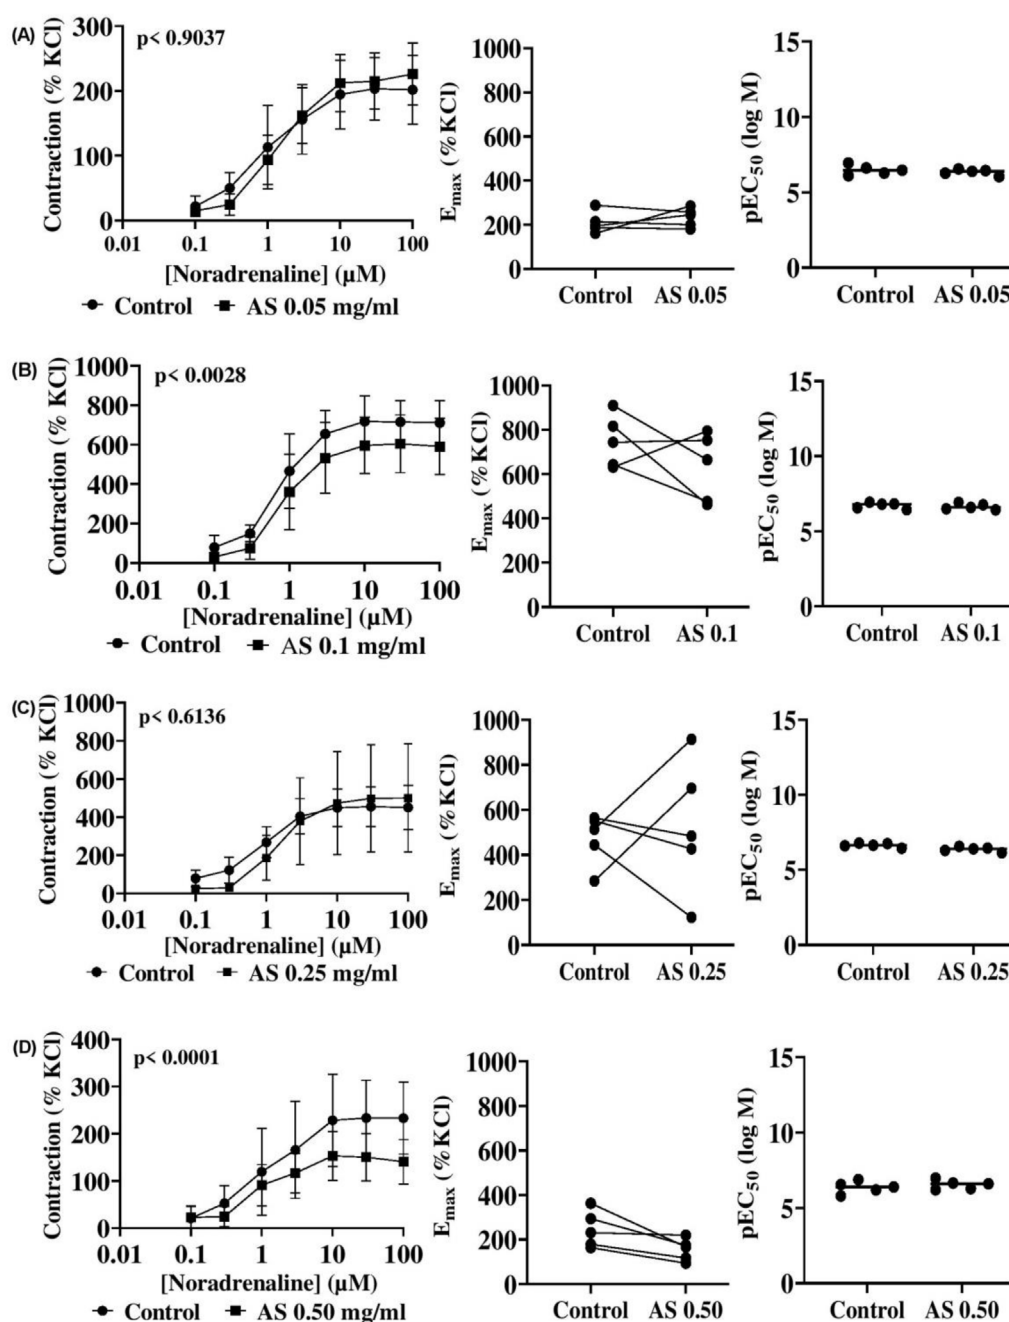 (A)
p< 0.9037
Contraction (% KCl)
300
200
100
0
0.01 0.1 1 10 100
[Noradrenaline] (µM)
Control AS 0.05 mg/ml
Emax (%KCl)
1000
800
600
400
200
0
Control AS 0.05
pEC50 (log M)
15
10
5
0
Control AS 0.05
(B)
p< 0.0028
Contraction (% KCl)
1000
800
600
400
200
0
0.01 0.1 1 10 100
[Noradrenaline] (µM)
Control AS 0.1 mg/ml
Emax (%KCl)
1000
800
600
400
200
0
Control AS 0.1
pEC50 (log M)
15
10
5
0
Control AS 0.1
(C)
p< 0.6136
Contraction (% KCl)
1000
800
600
400
200
0
0.01 0.1 1 10 100
[Noradrenaline] (µM)
Control AS 0.25 mg/ml
Emax (%KCl)
1000
800
600
400
200
0
Control AS 0.25
pEC50 (log M)
15
10
5
0
Control AS 0.25
(D)
p< 0.0001
Contraction (% KCl)
400
300
200
100
0
0.01 0.1 1 10 100
[Noradrenaline] (µM)
Control AS 0.50 mg/ml
Emax (%KCl)
1000
800
600
400
200
0
Control AS 0.50
pEC50 (log M)
15
10
5
0
Control AS 0.50